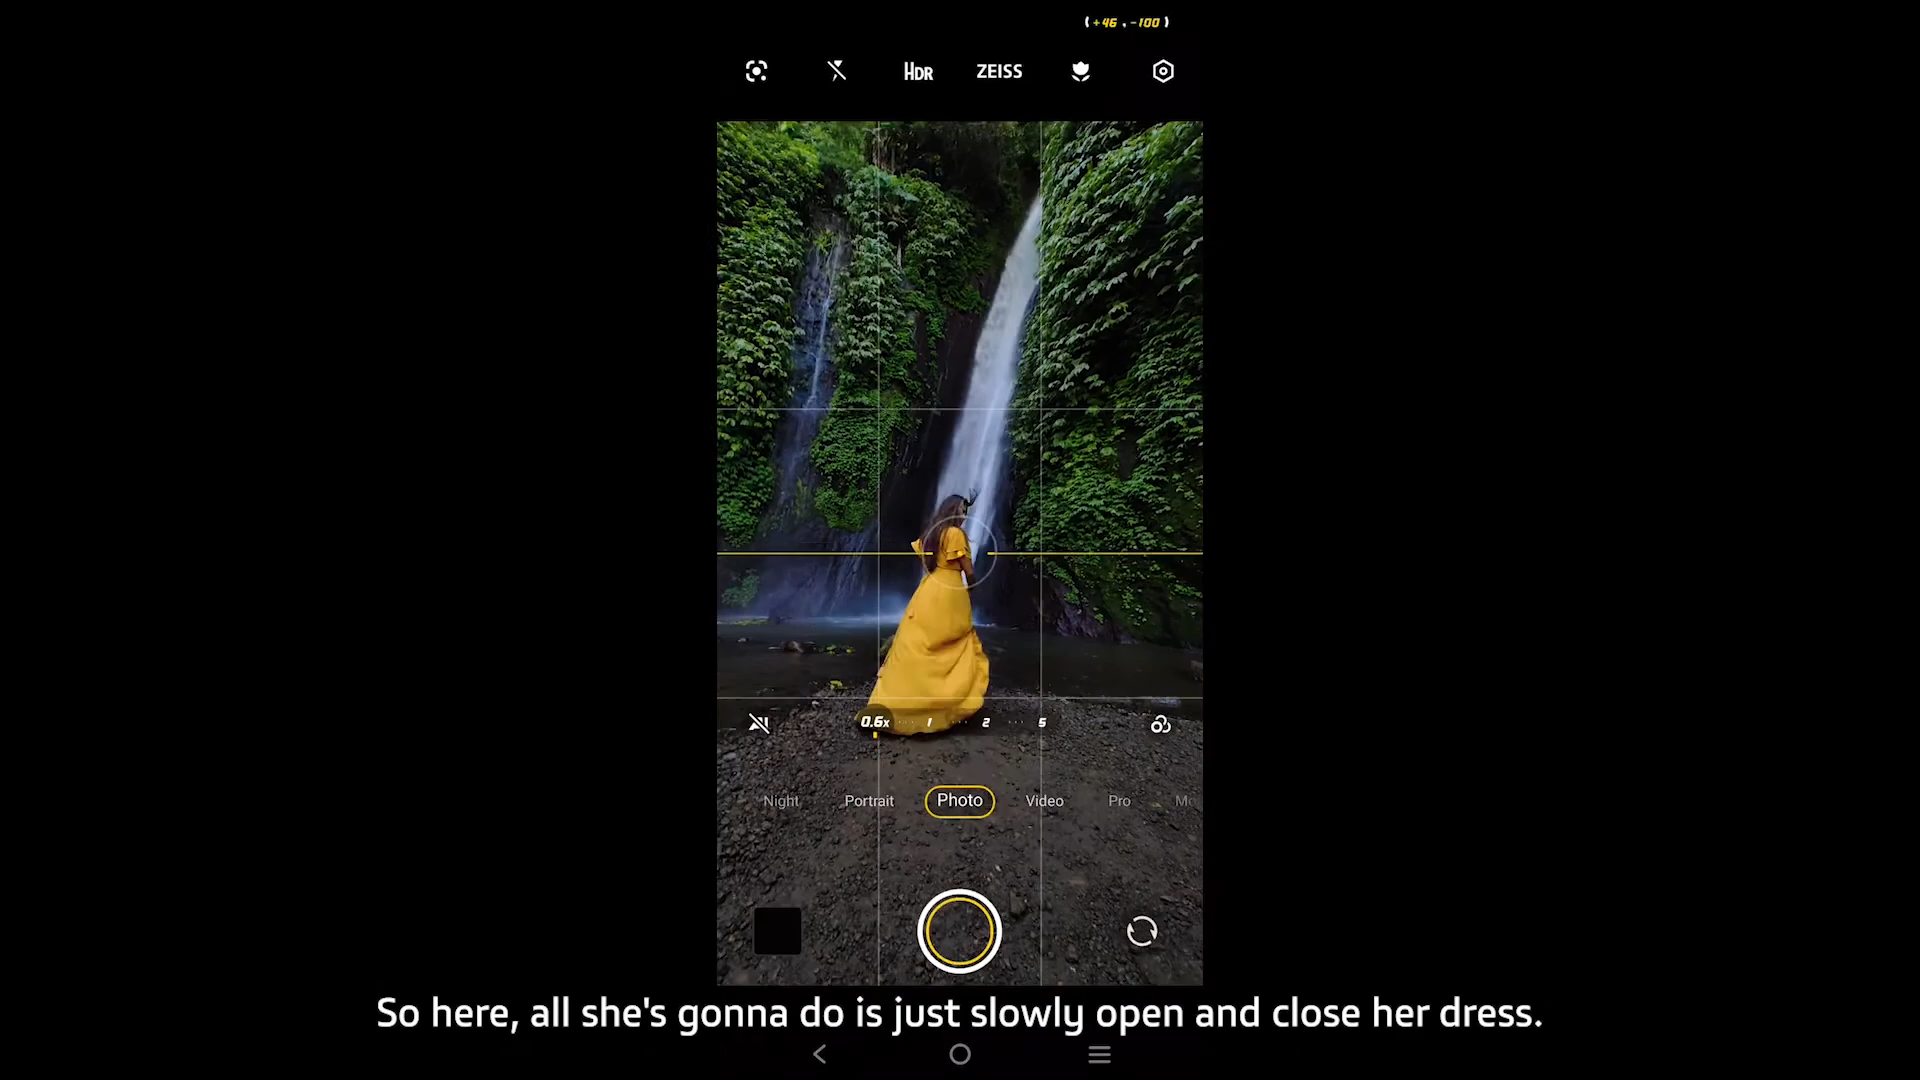 (+46 , -100)
HDR
ZEISS
0.6x 1 2 5
Night Portrait Photo Video Pro Mo
So here, all she's gonna do is just slowly open and close her dress.